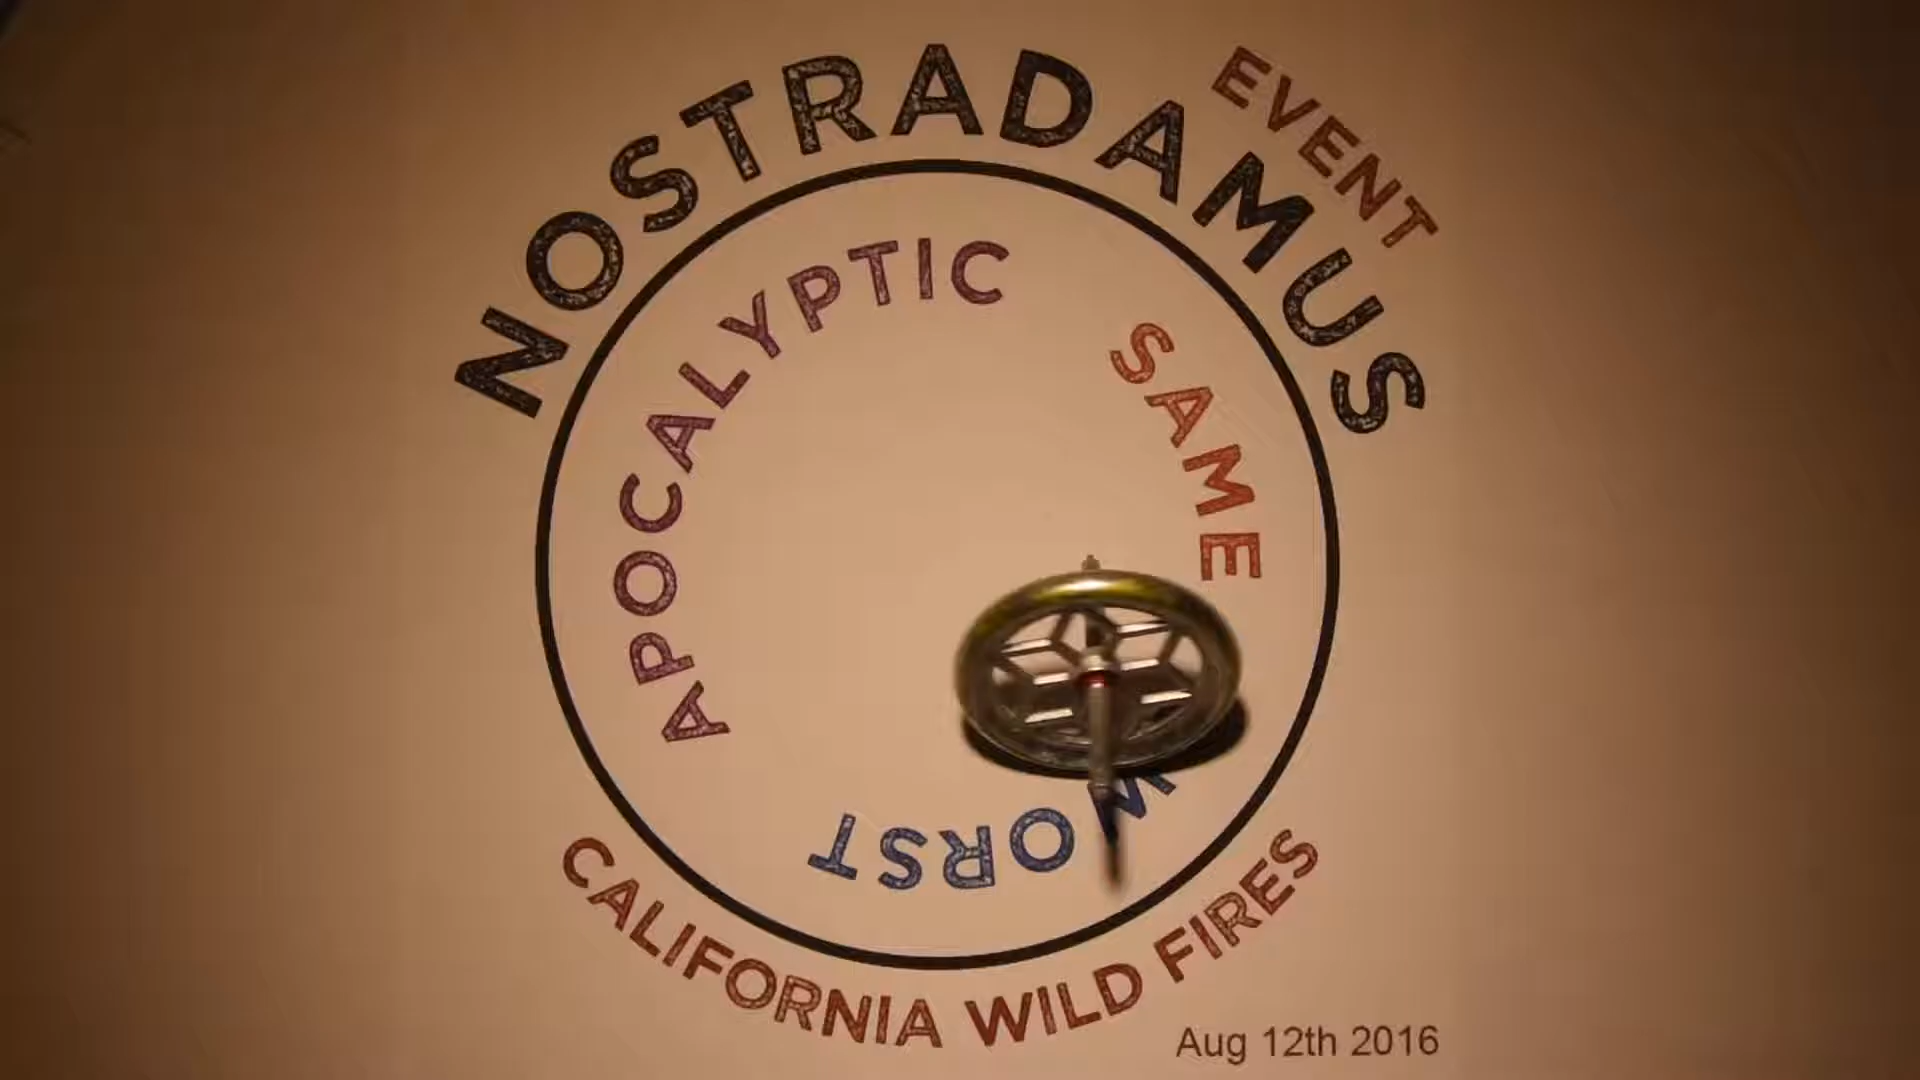 NOSTRADAMUS
EVENT
APOCALYPTIC
SAME
WORST
CALIFORNIA WILD FIRES
Aug 12th 2016